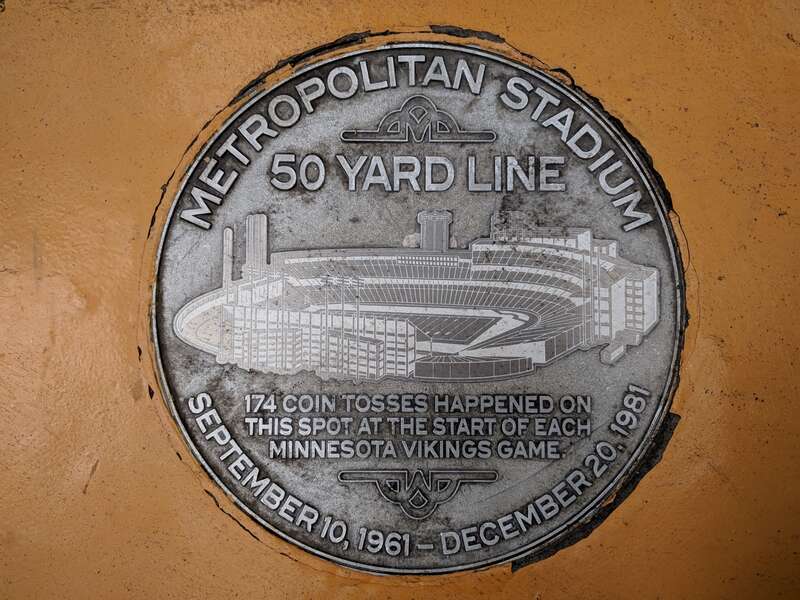 METROPOLITAN STADIUM
50 YARD LINE
174 COIN TOSSES HAPPENED ON
THIS SPOT AT THE START OF EACH
MINNESOTA VIKINGS GAME.
SEPTEMBER 10, 1961 – DECEMBER 20, 1981